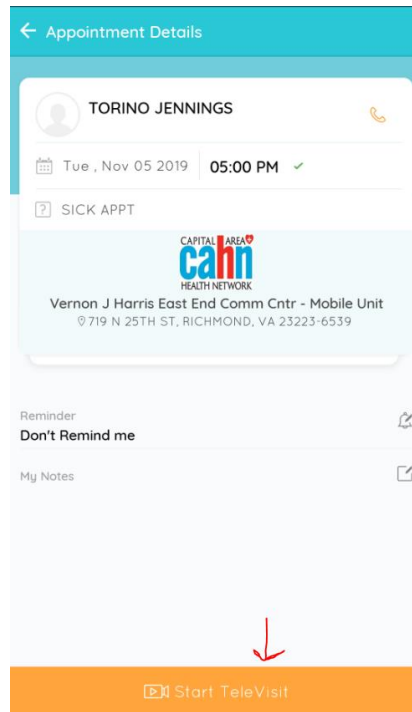 Appointment Details
TORINO JENNINGS
Tue , Nov 05 2019 05:00 PM
SICK APPT
CAPITAL AREA
cahn
HEALTH NETWORK
Vernon J Harris East End Comm Cntr - Mobile Unit
719 N 25TH ST, RICHMOND, VA 23223-6539
Reminder
Don't Remind me
My Notes
Start TeleVisit